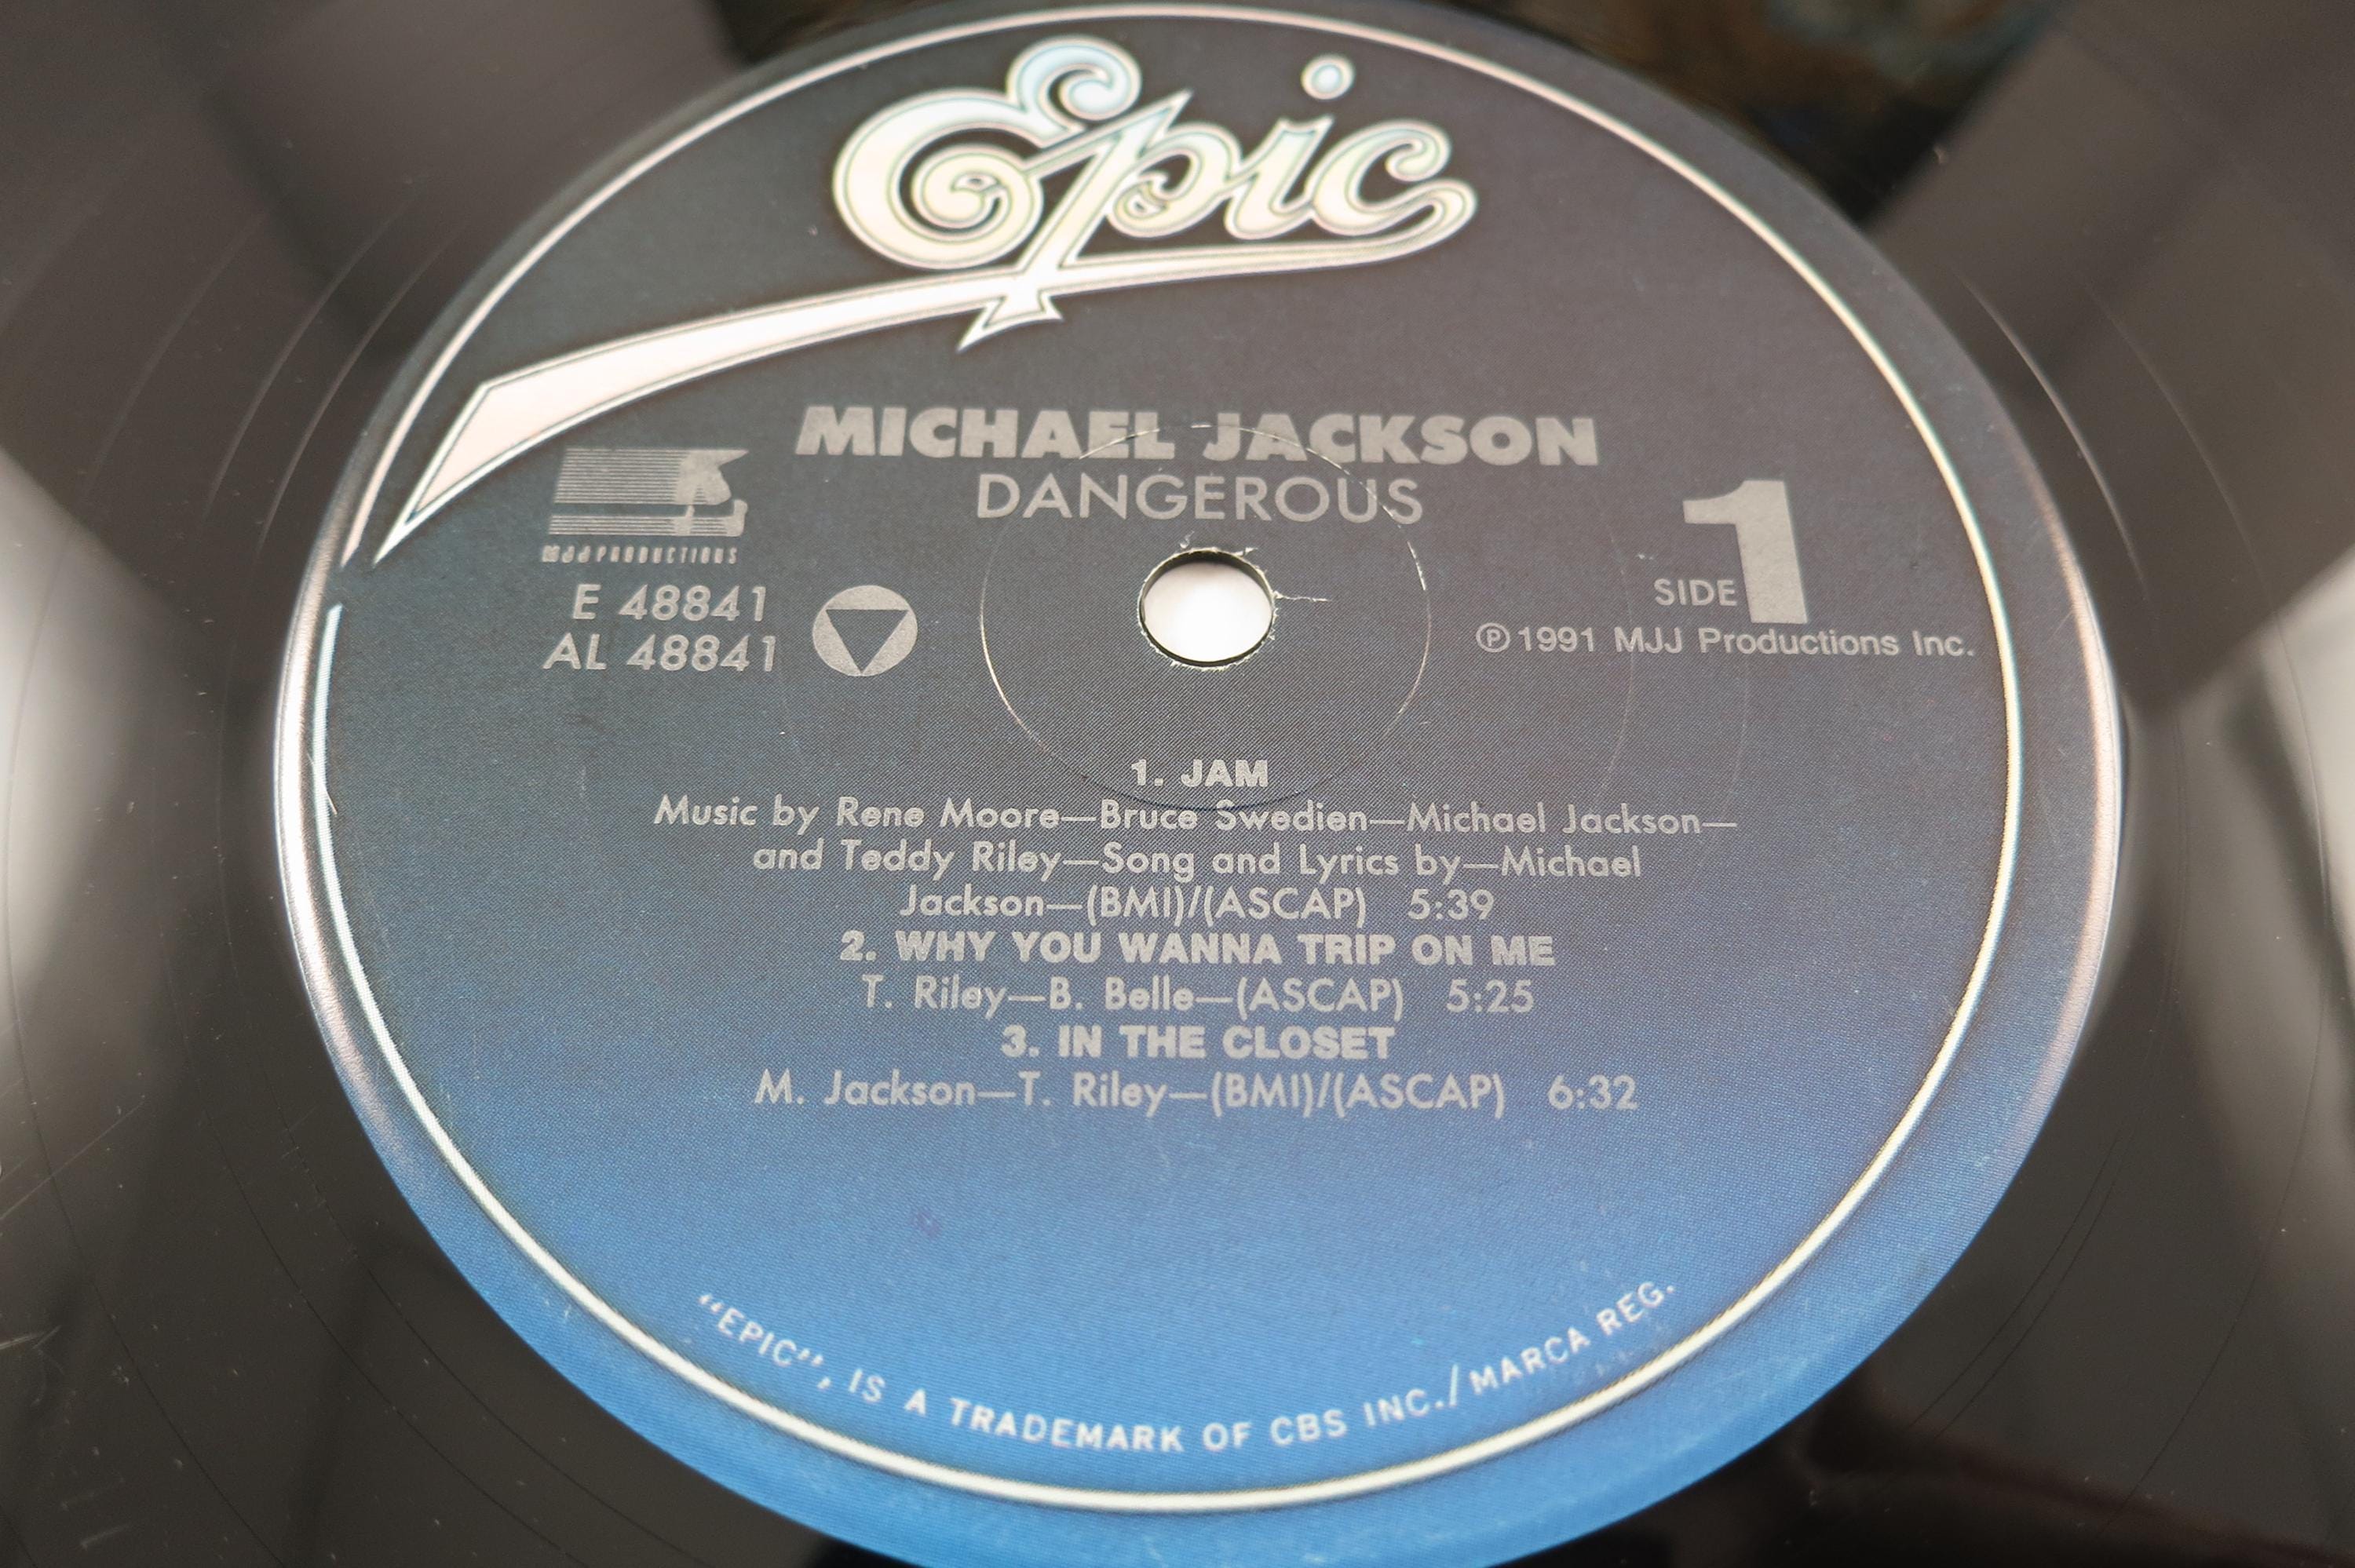 Epic
MICHAEL JACKSON
DANGEROUS
MJJ PRODUCTIONS
E 48841
AL 48841
SIDE 1
Ⓟ 1991 MJJ Productions Inc.
1. JAM
Music by Rene Moore—Bruce Swedien—Michael Jackson—
and Teddy Riley—Song and Lyrics by—Michael
Jackson—(BMI)/(ASCAP) 5:39
2. WHY YOU WANNA TRIP ON ME
T. Riley—B. Belle—(ASCAP) 5:25
3. IN THE CLOSET
M. Jackson—T. Riley—(BMI)/(ASCAP) 6:32
“EPIC”, IS A TRADEMARK OF CBS INC./MARCA REG.